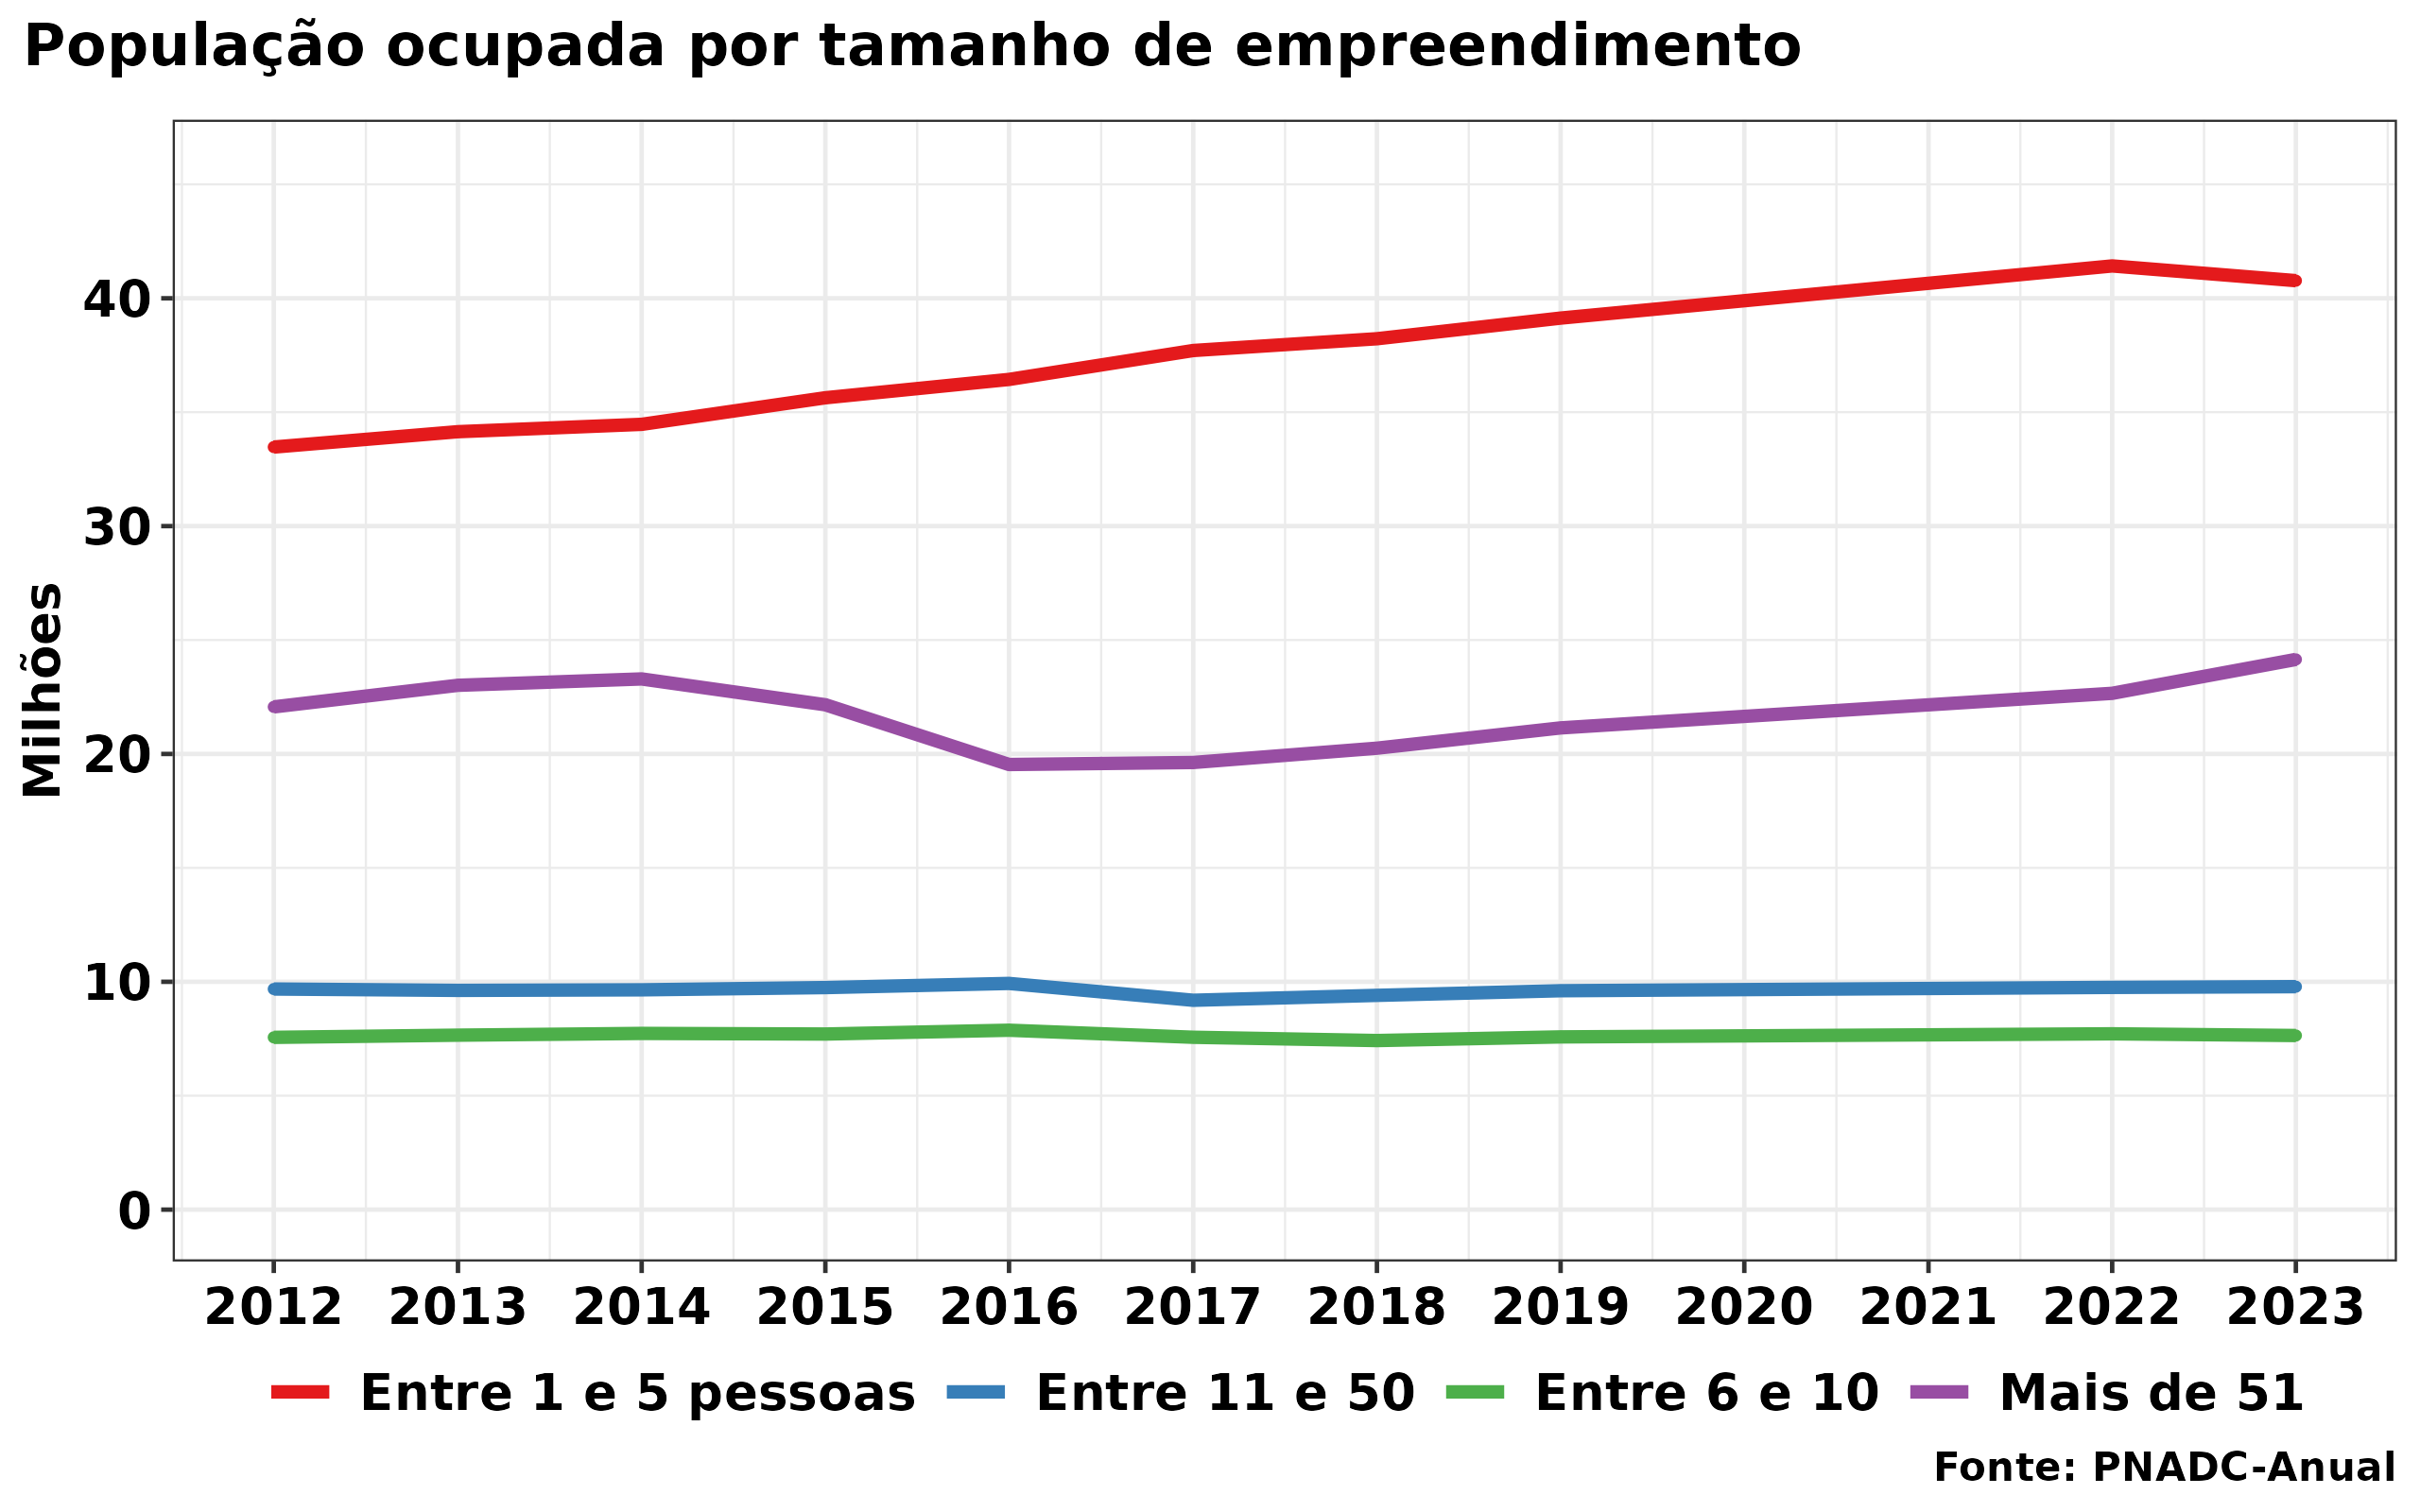 População ocupada por tamanho de empreendimento
Milhões
40
30
20
10
0
2012 2013 2014 2015 2016 2017 2018 2019 2020 2021 2022 2023
Entre 1 e 5 pessoas Entre 11 e 50 Entre 6 e 10 Mais de 51
Fonte: PNADC-Anual